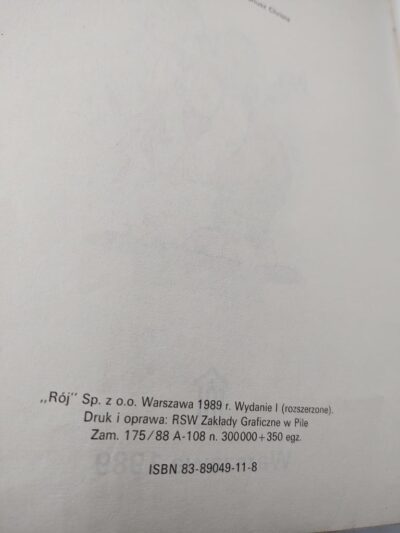 „Rój" Sp. z o.o. Warszawa 1989 r. Wydanie I (rozszerzone).
Druk i oprawa: RSW Zakłady Graficzne w Pile
Zam. 175/88 A-108 n. 300000+350 egz.
ISBN 83-89049-11-8